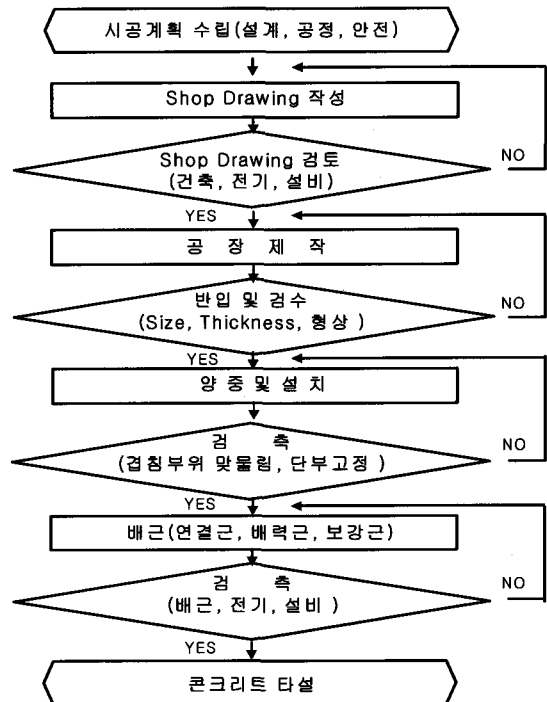 시공계획 수립(설계, 공정, 안전)
Shop Drawing 작성
Shop Drawing 검토
(건축, 전기, 설비)
NO
YES
공 장 제 작
반입 및 검수
(Size, Thickness, 형상 )
NO
YES
양 중 및 설 치
검 측
(겹침부위 맞물림, 단부고정 )
NO
YES
배근(연결근, 배력근, 보강근)
검 측
(배근, 전기, 설비 )
NO
YES
콘크리트 타설